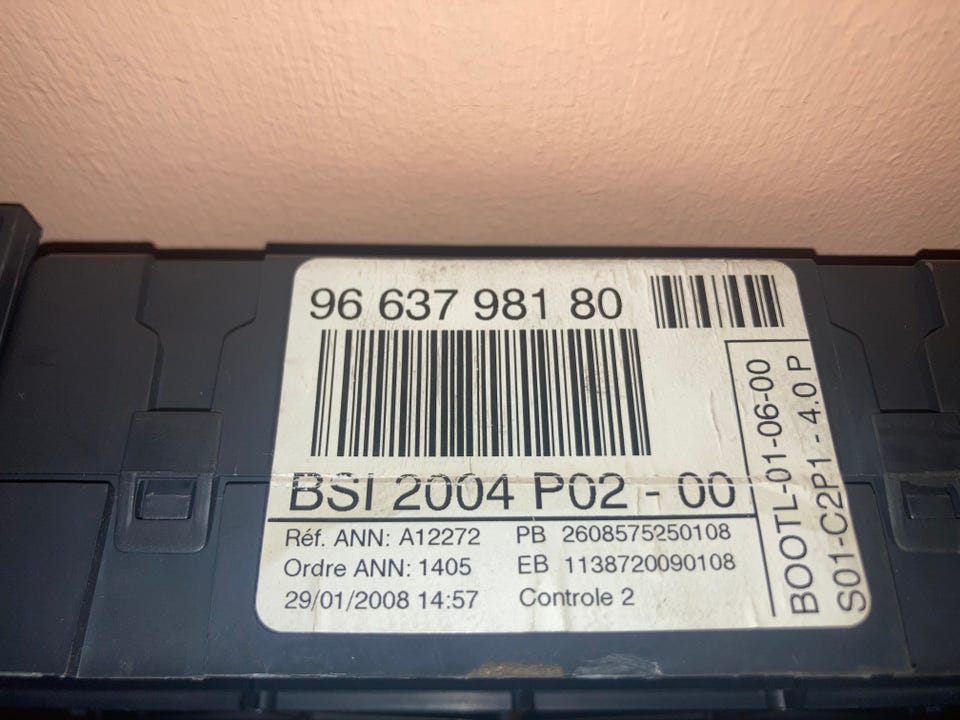 96 637 981 80
BSI 2004 P02 - 00
Réf. ANN: A12272 PB 2608575250108
Ordre ANN: 1405 EB 1138720090108
29/01/2008 14:57 Controle 2
BOOTL-01-06-00
S01-C2P1 - 4.0 P